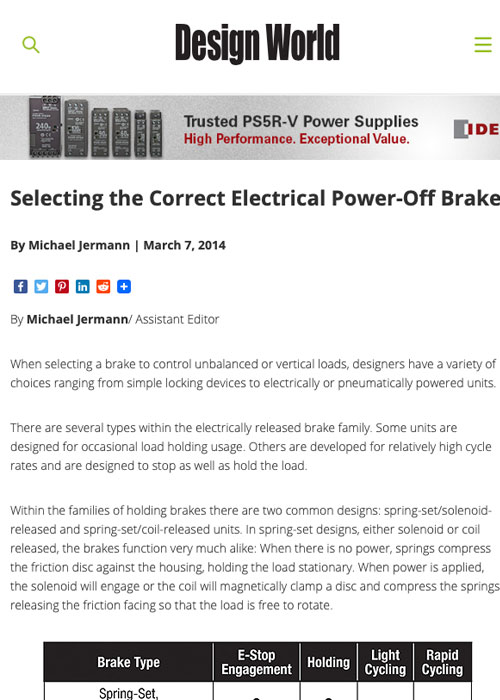 Design World
240
Trusted PS5R-V Power Supplies
High Performance. Exceptional Value.
IDE
Selecting the Correct Electrical Power-Off Brake
By Michael Jermann | March 7, 2014
By Michael Jermann/ Assistant Editor
When selecting a brake to control unbalanced or vertical loads, designers have a variety of
choices ranging from simple locking devices to electrically or pneumatically powered units.
There are several types within the electrically released brake family. Some units are
designed for occasional load holding usage. Others are developed for relatively high cycle
rates and are designed to stop as well as hold the load.
Within the families of holding brakes there are two common designs: spring-set/solenoid-
released and spring-set/coil-released units. In spring-set designs, either solenoid or coil
released, the brakes function very much alike: When there is no power, springs compress
the friction disc against the housing, holding the load stationary. When power is applied,
the solenoid will engage or the coil will magnetically clamp a disc and compress the springs
releasing the friction facing so that the load is free to rotate.
Brake Type E-Stop Engagement Holding Light Cycling Rapid Cycling
Spring-Set,